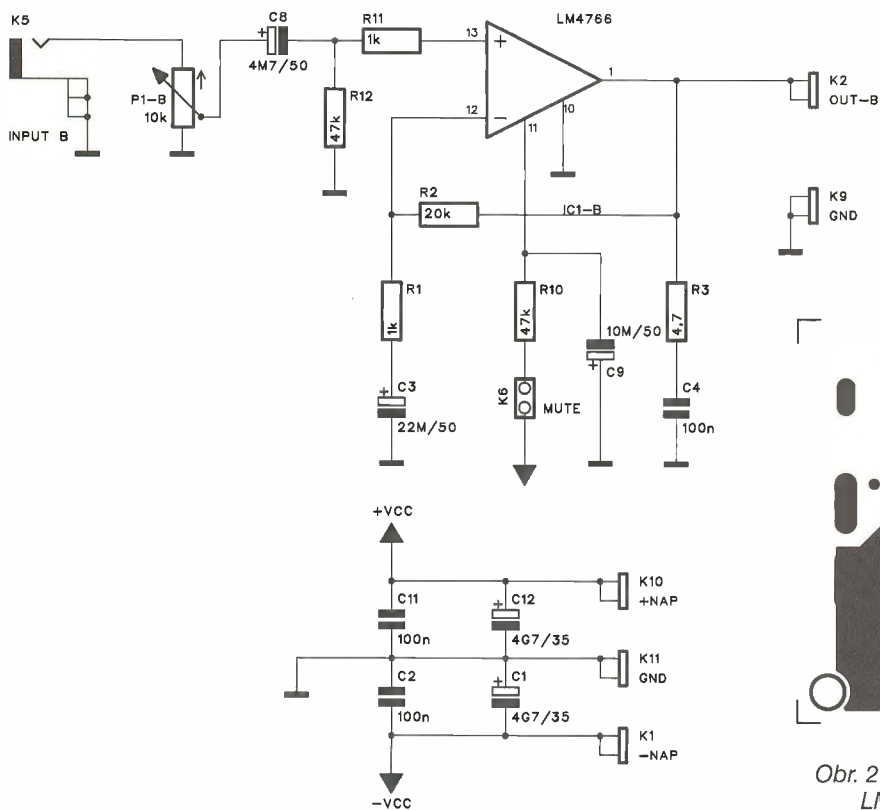 K5
INPUT B
P1-B
10k
+
C8
4M7/50
R12
47k
R11
1k
LM4766
13
+
12
−
11
10
1
K2
OUT-B
K9
GND
R2
20k
IC1-B
R1
1k
+
C3
22M/50
R10
47k
K6
MUTE
10M/50
+
C9
R3
4,7
C4
100n
+VCC
C11
100n
+
C12
4G7/35
K10
+NAP
K11
GND
C2
100n
+
C1
4G7/35
K1
-NAP
-VCC
Obr. 2
LM